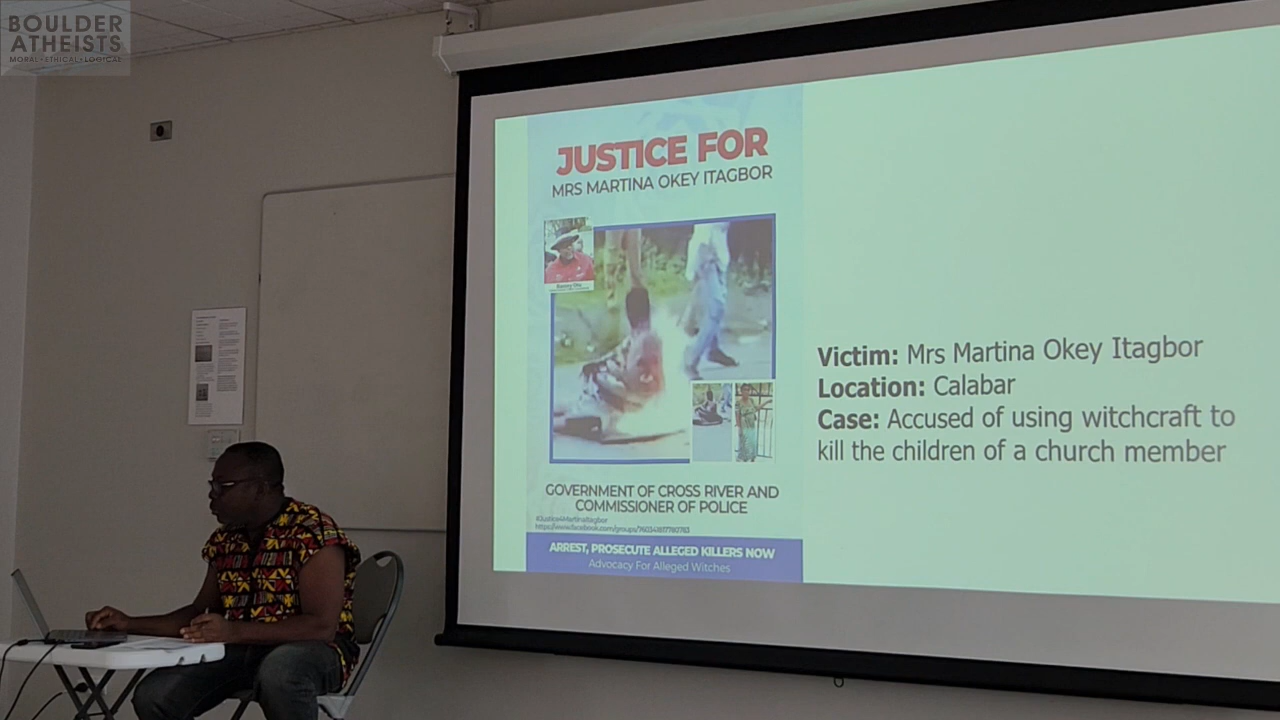 BOULDER
ATHEISTS
MORAL•ETHICAL•LOGICAL
JUSTICE FOR
MRS MARTINA OKEY ITAGBOR
GOVERNMENT OF CROSS RIVER AND
COMMISSIONER OF POLICE
#Justice4MartinaItagbor
ARREST, PROSECUTE ALLEGED KILLERS NOW
Advocacy For Alleged Witches
Victim: Mrs Martina Okey Itagbor
Location: Calabar
Case: Accused of using witchcraft to
kill the children of a church member